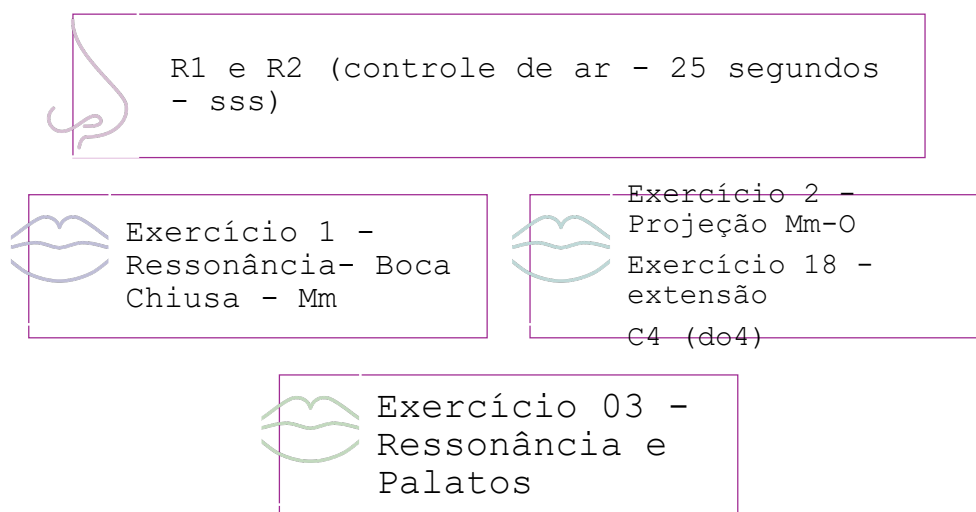 R1 e R2 (controle de ar - 25 segundos
- sss)
Exercício 1 -
Ressonância- Boca
Chiusa - Mm
Exercício 2 -
Projeção Mm-O
Exercício 18 -
extensão
C4 (do4)
Exercício 03 -
Ressonância e
Palatos